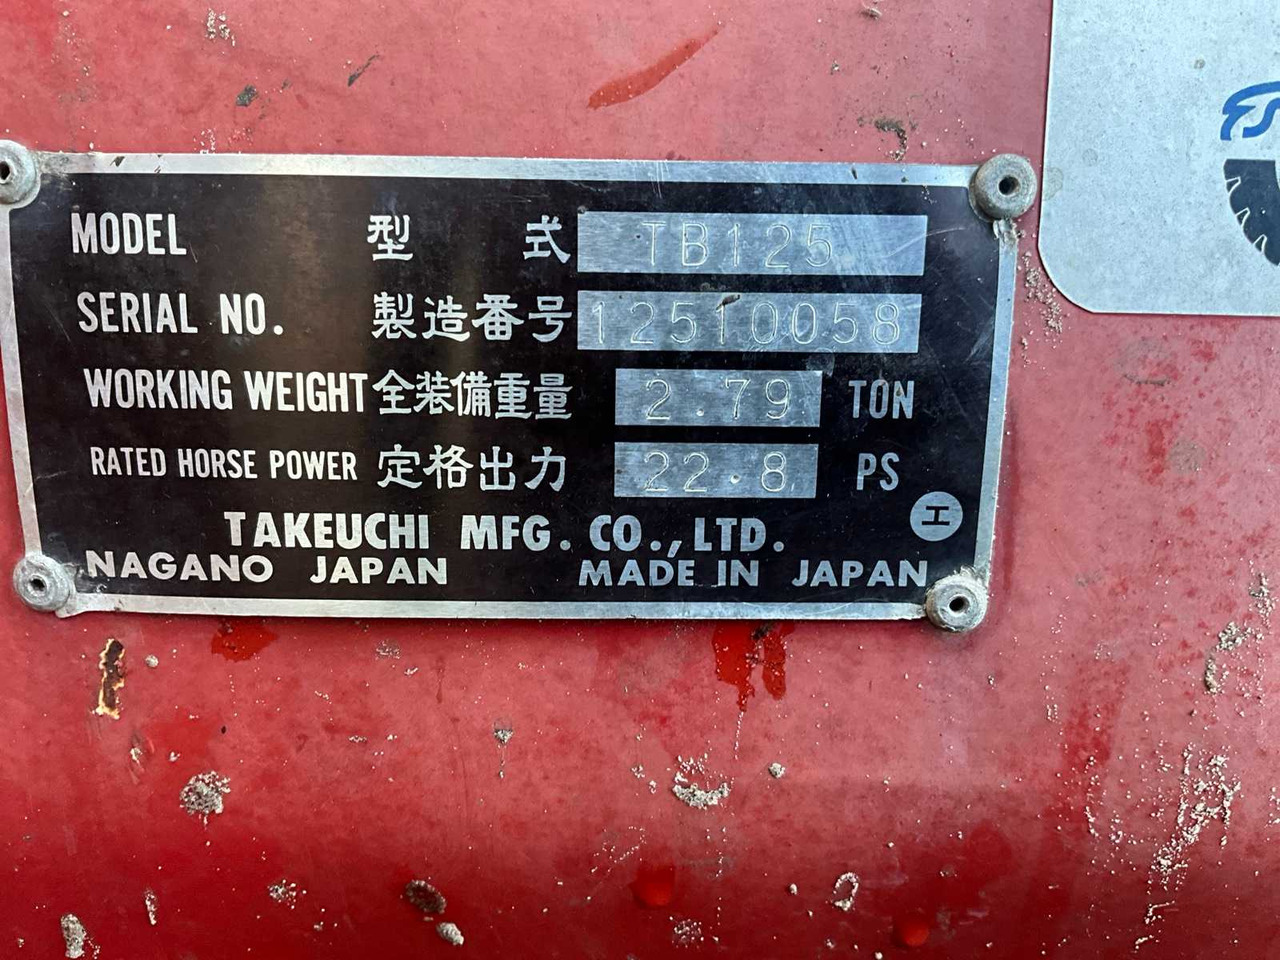 MODEL 型 式 TB125
SERIAL NO. 製造番号 12510058
WORKING WEIGHT 全装備重量 2.79 TON
RATED HORSE POWER 定格出力 22.8 PS
エ
TAKEUCHI MFG. CO., LTD.
NAGANO JAPAN MADE IN JAPAN